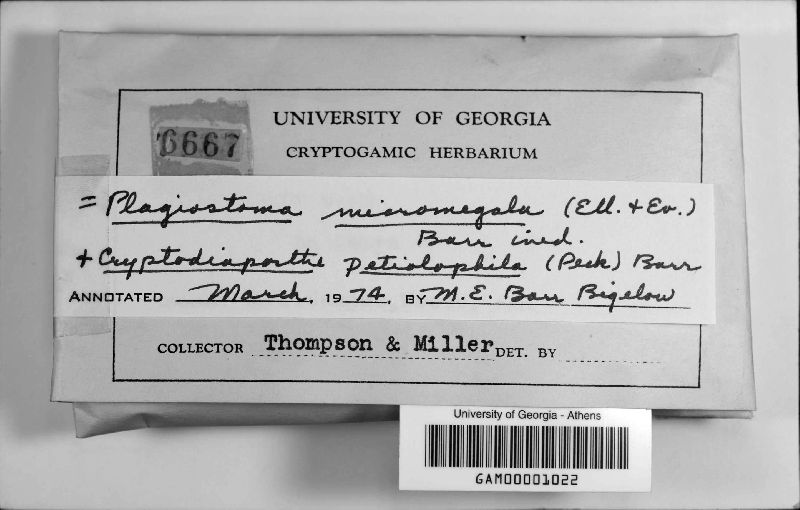 UNIVERSITY OF GEORGIA
6667
CRYPTOGAMIC HERBARIUM
= Plagiostoma micromegala (Ell. + Ev.)
Barr ined.
+ Cryptodiaporthe petiolophila (Peck) Barr
ANNOTATED March, 1974, BY M. E. Barr Bigelow
COLLECTOR Thompson & Miller DET. BY
University of Georgia - Athens
GAM00001022